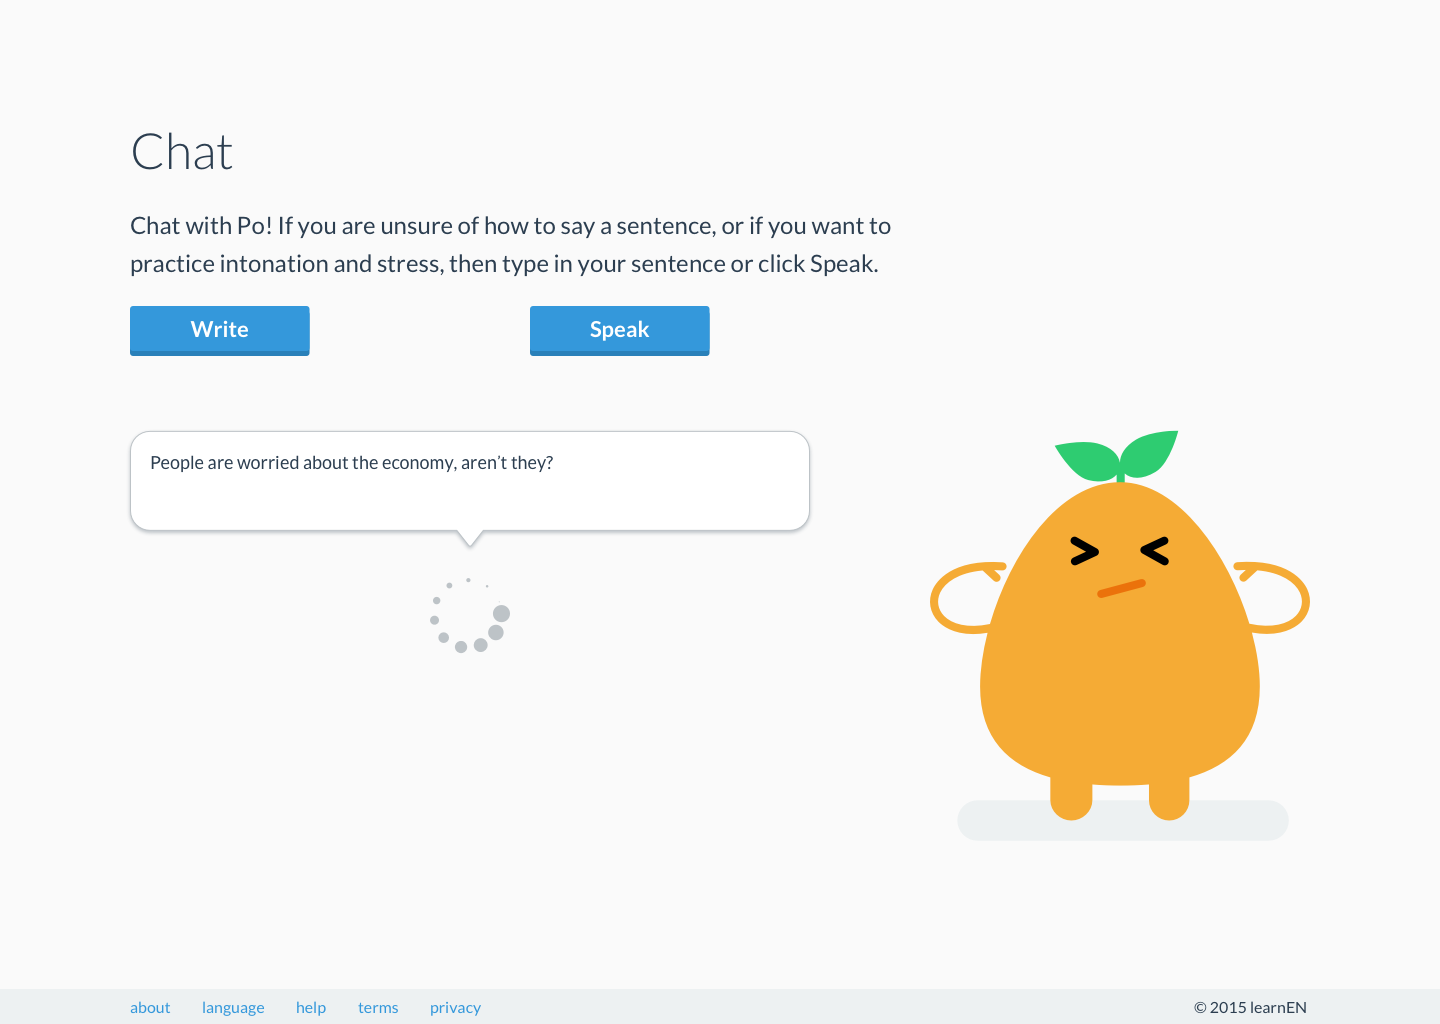 Chat
Chat with Po! If you are unsure of how to say a sentence, or if you want to
practice intonation and stress, then type in your sentence or click Speak.
Write
Speak
People are worried about the economy, aren’t they?
about
language
help
terms
privacy
© 2015 learnEN